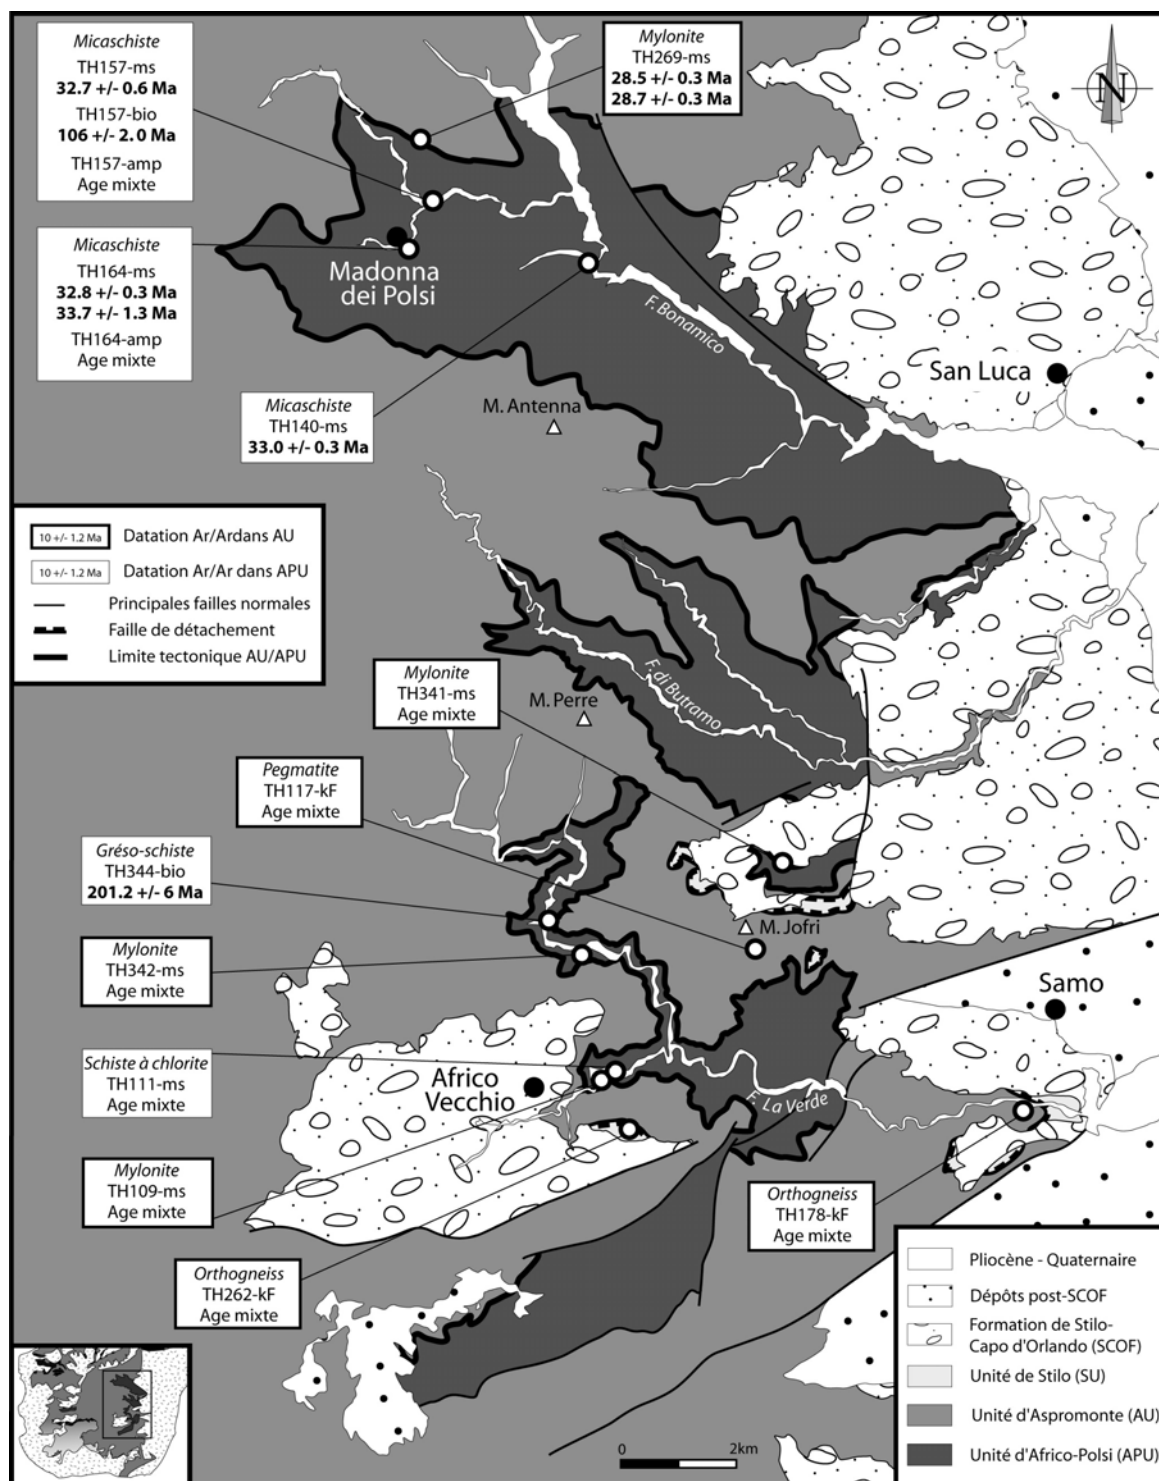 Micaschiste
TH157-ms
32.7 +/- 0.6 Ma
TH157-bio
106 +/- 2.0 Ma
TH157-amp
Age mixte
Mylonite
TH269-ms
28.5 +/- 0.3 Ma
28.7 +/- 0.3 Ma
N
Micaschiste
TH164-ms
32.8 +/- 0.3 Ma
33.7 +/- 1.3 Ma
TH164-amp
Age mixte
Madonna
dei Polsi
F. Bonamico
San Luca
Micaschiste
TH140-ms
33.0 +/- 0.3 Ma
M. Antenna
10 +/- 1.2 Ma Datation Ar/Ardans AU
10 +/- 1.2 Ma Datation Ar/Ar dans APU
Principales failles normales
Faille de détachement
Limite tectonique AU/APU
Mylonite
TH341-ms
Age mixte
M. Perre
F. di Butramo
Pegmatite
TH117-kF
Age mixte
Gréso-schiste
TH344-bio
201.2 +/- 6 Ma
M. Jofri
Mylonite
TH342-ms
Age mixte
Samo
Schiste à chlorite
TH111-ms
Age mixte
Africo
Vecchio
F. La Verde
Mylonite
TH109-ms
Age mixte
Orthogneiss
TH178-kF
Age mixte
Orthogneiss
TH262-kF
Age mixte
Pliocène - Quaternaire
Dépôts post-SCOF
Formation de Stilo-
Capo d'Orlando (SCOF)
Unité de Stilo (SU)
Unité d'Aspromonte (AU)
Unité d'Africo-Polsi (APU)
0 2km